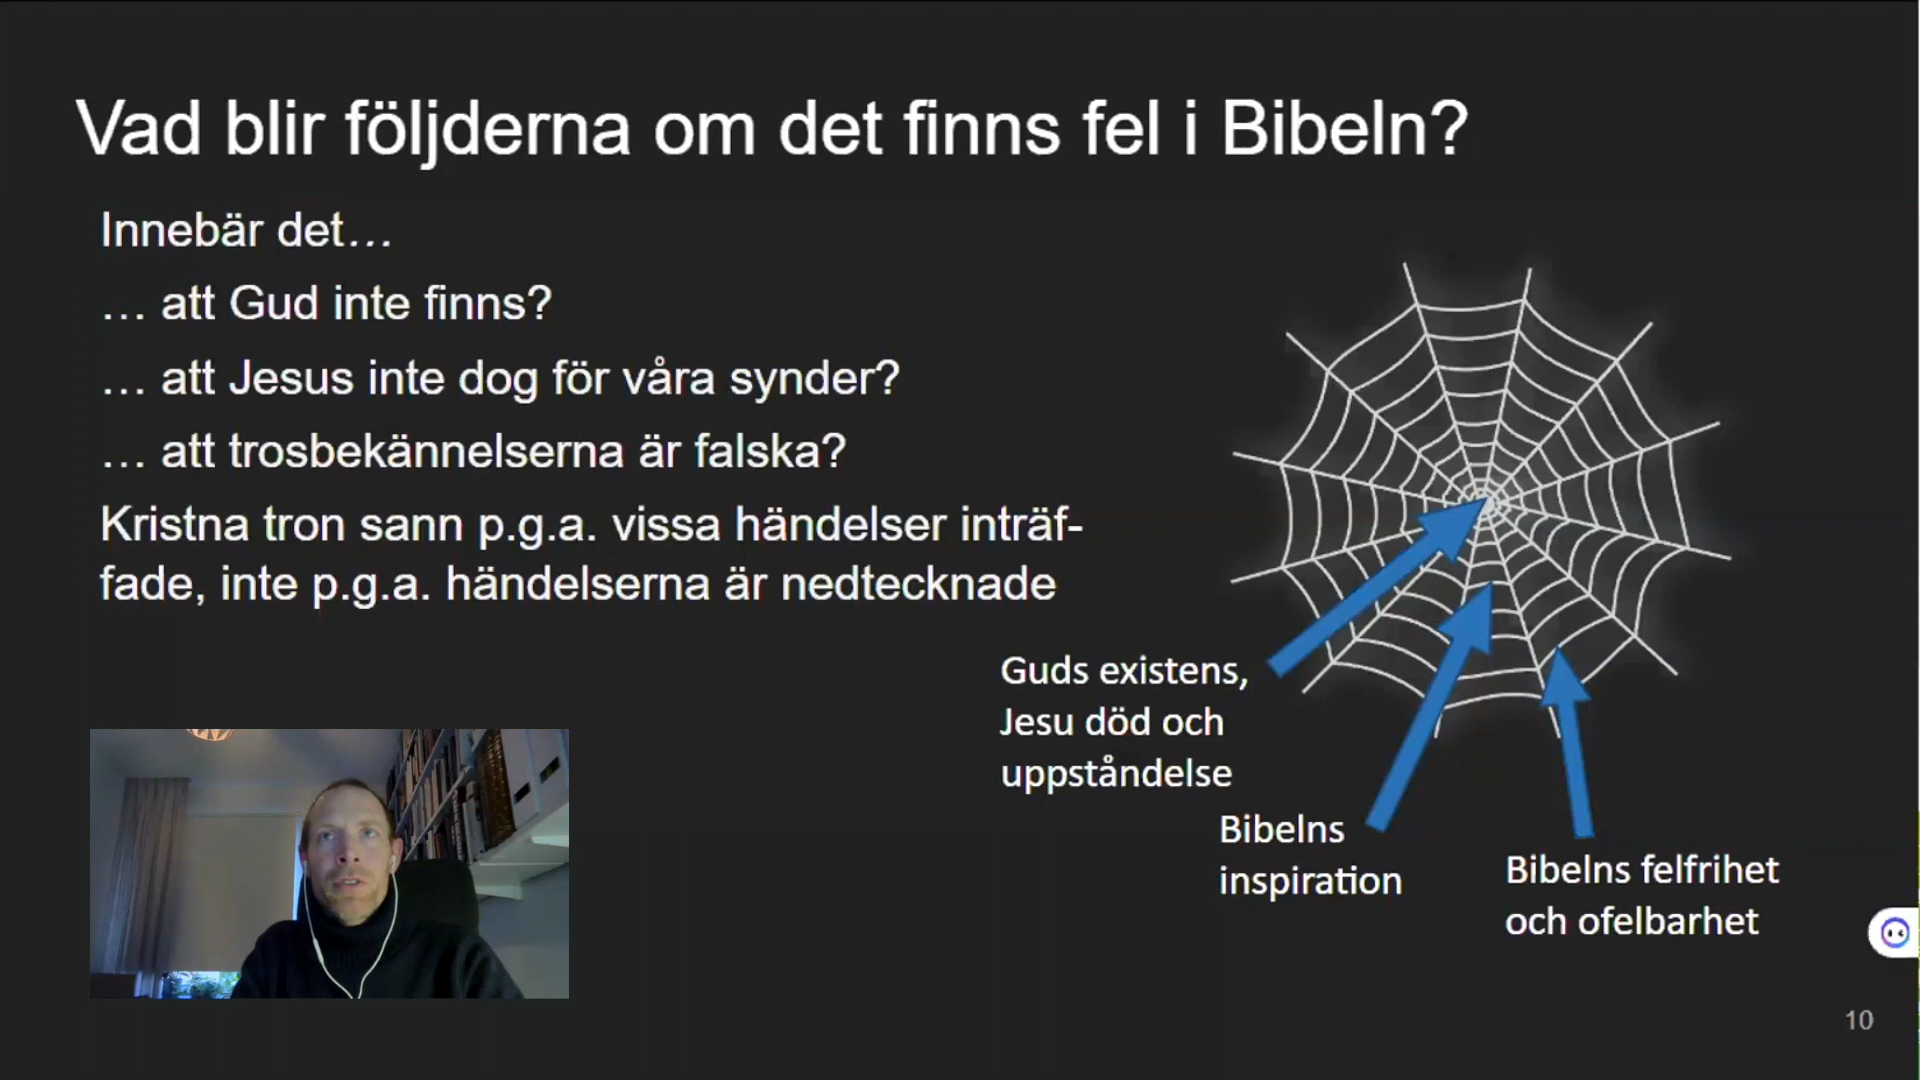 Vad blir följderna om det finns fel i Bibeln?
Innebär det…
… att Gud inte finns?
… att Jesus inte dog för våra synder?
… att trosbekännelserna är falska?
Kristna tron sann p.g.a. vissa händelser inträf-
fade, inte p.g.a. händelserna är nedtecknade
Guds existens,
Jesu död och
uppståndelse
Bibelns
inspiration
Bibelns felfrihet
och ofelbarhet
10